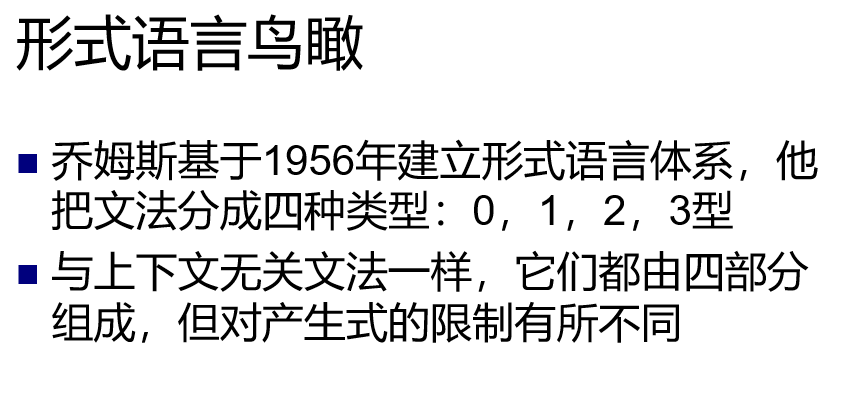 形式语言鸟瞰
乔姆斯基于1956年建立形式语言体系，他
把文法分成四种类型：0，1，2，3型
与上下文无关文法一样，它们都由四部分
组成，但对产生式的限制有所不同